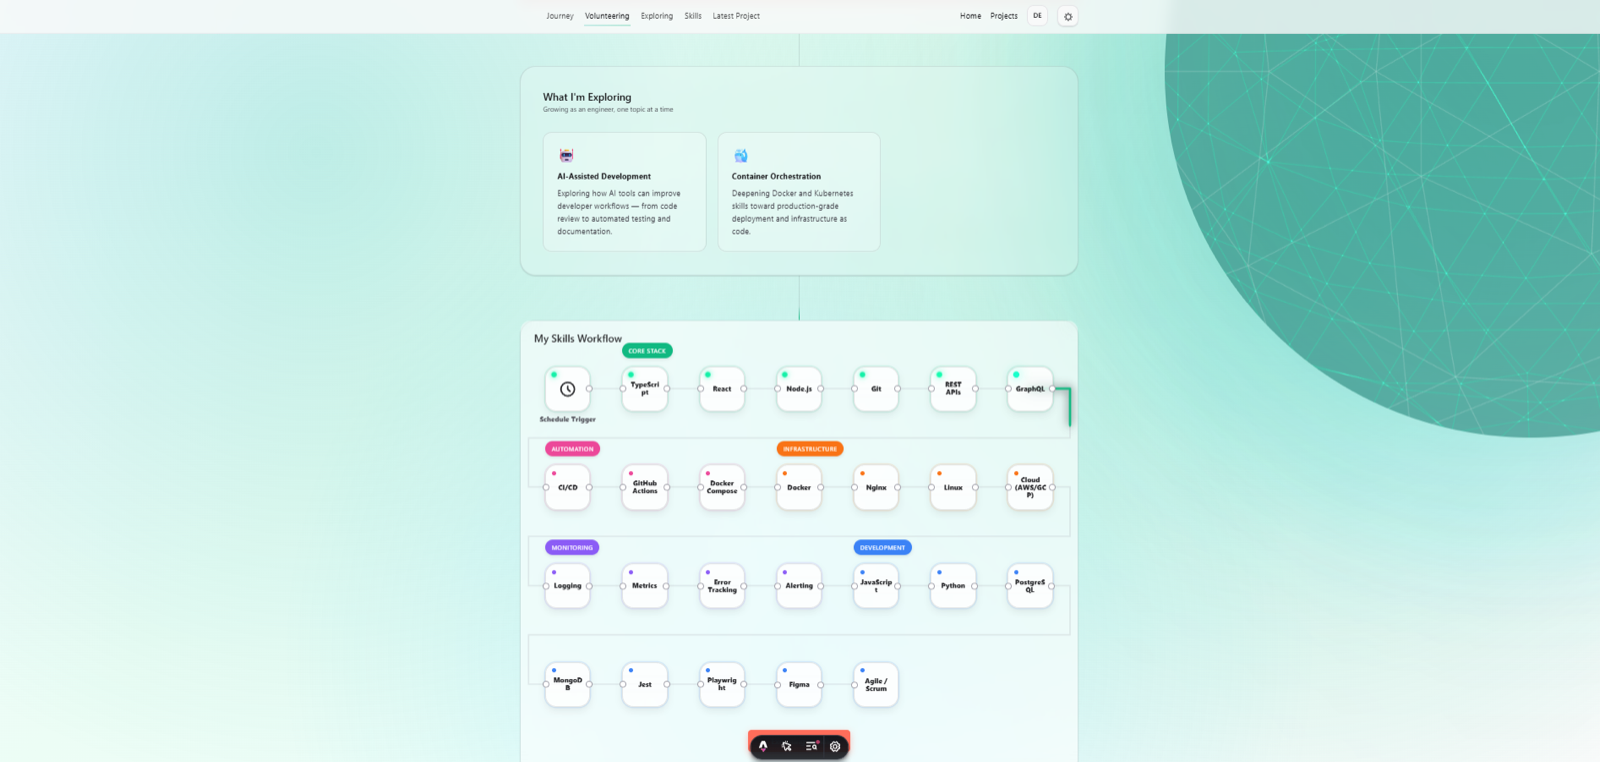 Journey Volunteering Exploring Skills Latest Project Home Projects DE
What I'm Exploring
Growing as an engineer, one topic at a time
AI-Assisted Development
Exploring how AI tools can improve
developer workflows — from code
review to automated testing and
documentation.
Container Orchestration
Deepening Docker and Kubernetes
skills toward production-grade
deployment and infrastructure as
code.
My Skills Workflow
CORE STACK
TypeScri
pt
React
Node.js
Git
REST
APIs
GraphQL
Schedule Trigger
AUTOMATION
INFRASTRUCTURE
CI/CD
GitHub
Actions
Docker
Compose
Docker
Nginx
Linux
Cloud
(AWS/GC
P)
MONITORING
DEVELOPMENT
Logging
Metrics
Error
Tracking
Alerting
JavaScrip
t
Python
PostgreS
QL
MongoD
B
Jest
Playwrig
ht
Figma
Agile /
Scrum